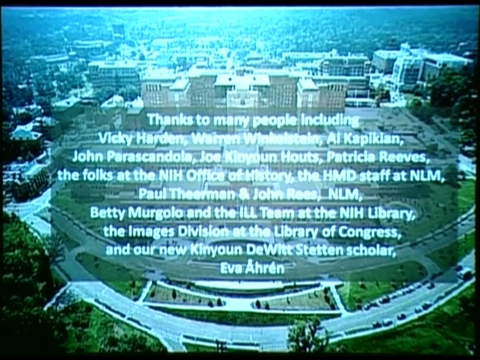 Thanks to many people including
Vicky Harden, Warren Winkelstein, Al Kapikian,
John Parascandola, Joe Kinyoun Houts, Patricia Reeves,
the folks at the NIH Office of History, the HMD staff at NLM,
Paul Theerman & John Rees,  NLM,
Betty Murgolo and the ILL Team at the NIH Library,
the Images Division at the Library of Congress,
and our new Kinyoun DeWitt Stetten scholar,
Eva Åhrén